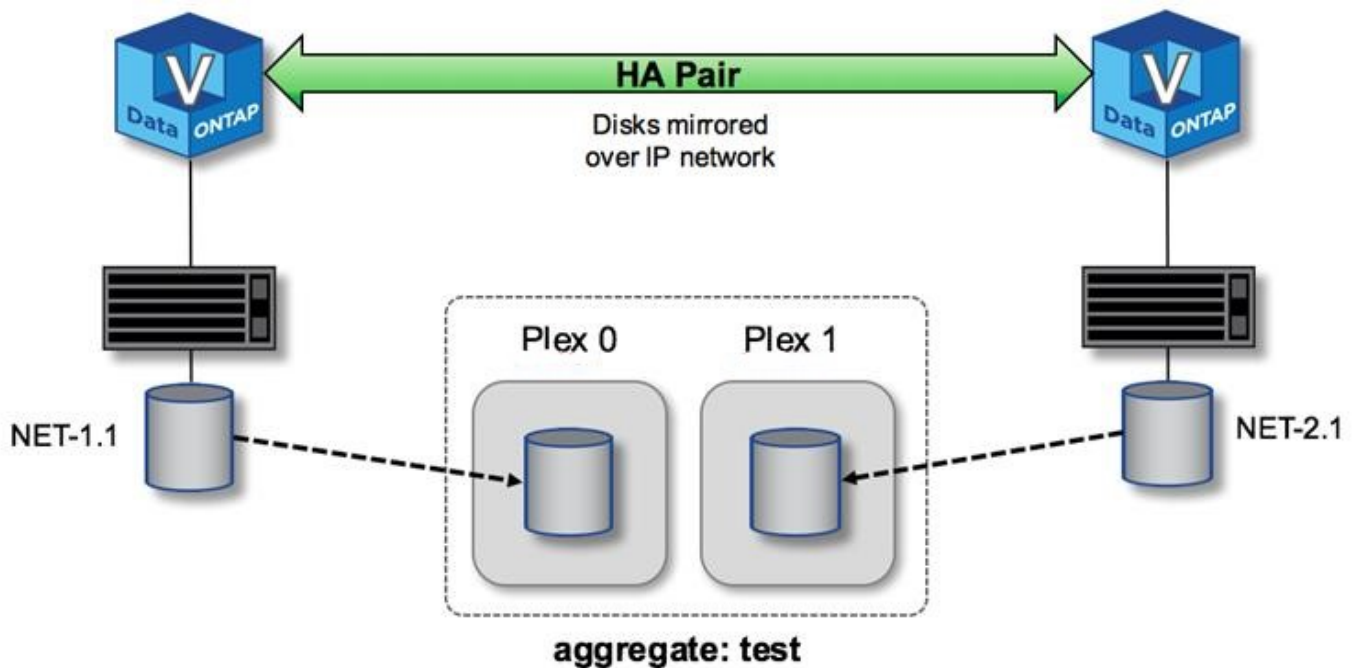 V
Data ONTAP
HA Pair
Disks mirrored
over IP network
V
Data ONTAP
Plex 0
Plex 1
NET-1.1
NET-2.1
aggregate: test